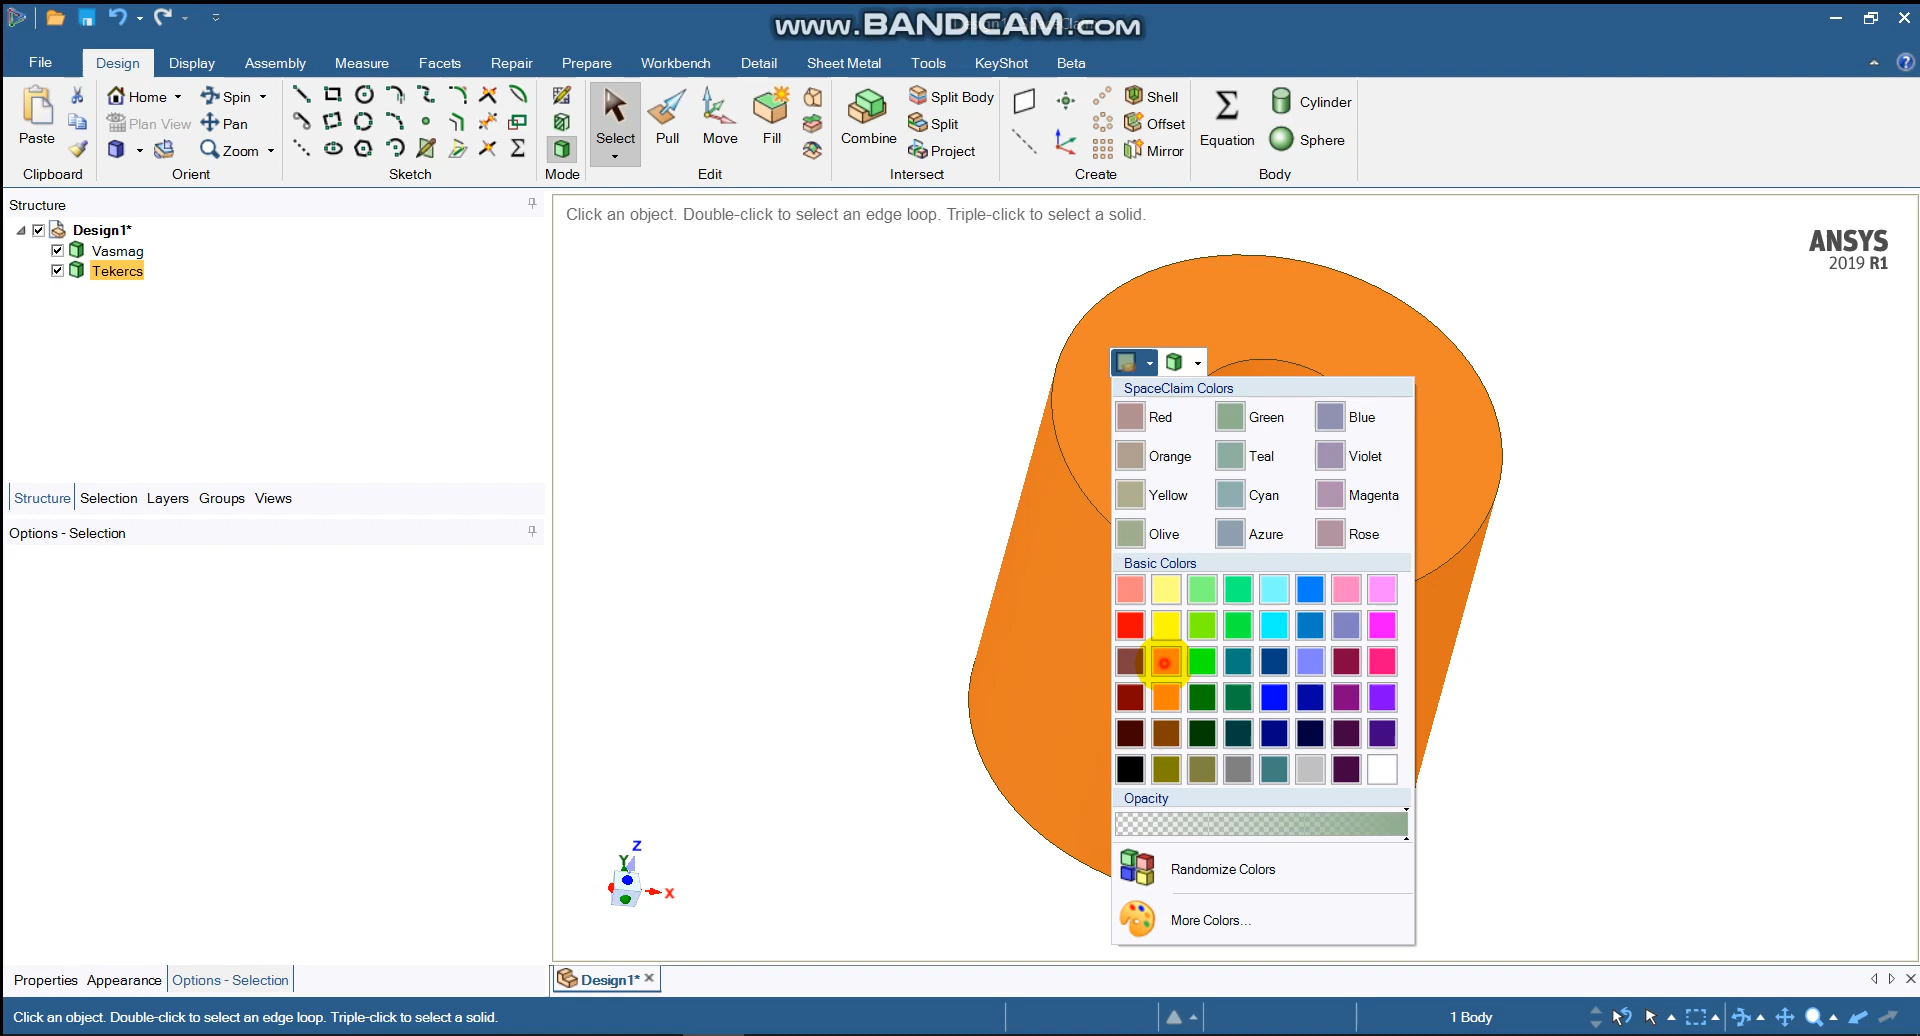 www.BANDICAM.com
File Design Display Assembly Measure Facets Repair Prepare Workbench Detail Sheet Metal Tools KeyShot Beta
Paste
Clipboard
Home Spin
Plan View Pan
Zoom
Orient
Sketch
Mode
Select Pull Move Fill
Edit
Combine
Split Body
Split
Project
Intersect
Shell
Offset
Mirror
Create
Equation
Cylinder
Sphere
Body
Structure
Design1*
Vasmag
Tekercs
Structure Selection Layers Groups Views
Options - Selection
Properties Appearance Options - Selection
Click an object. Double-click to select an edge loop. Triple-click to select a solid.
ANSYS
2019 R1
SpaceClaim Colors
Red Green Blue
Orange Teal Violet
Yellow Cyan Magenta
Olive Azure Rose
Basic Colors
Opacity
Randomize Colors
More Colors...
Z
Y
X
Design1*
Click an object. Double-click to select an edge loop. Triple-click to select a solid.
1 Body